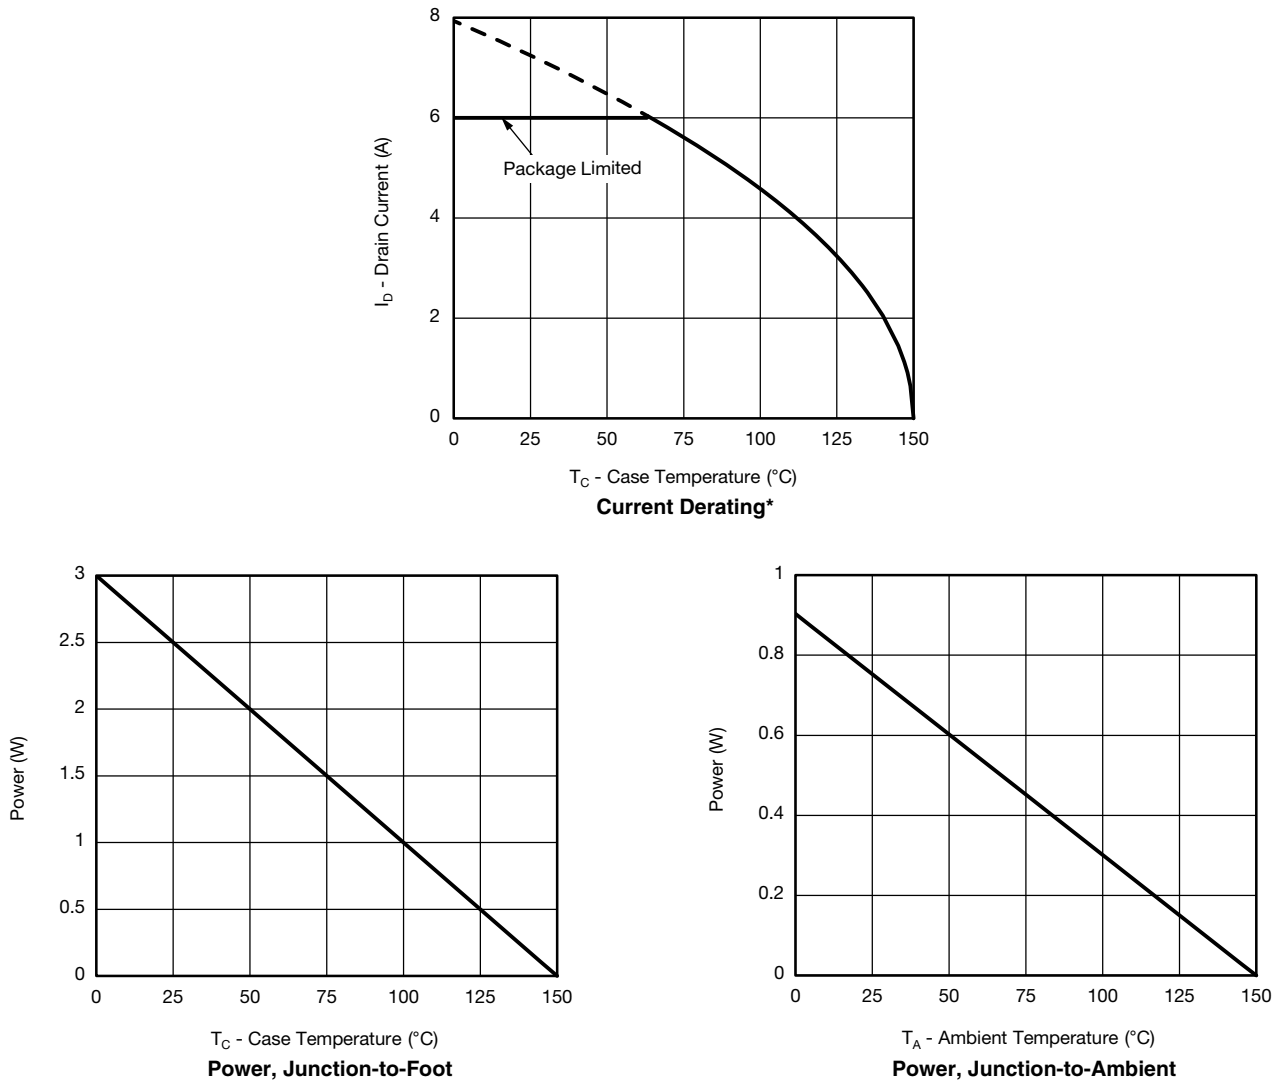 8
6
4
2
0
I_D - Drain Current (A)
Package Limited
0 25 50 75 100 125 150
T_C - Case Temperature (°C)
Current Derating*
3
2.5
2
1.5
1
0.5
0
Power (W)
0 25 50 75 100 125 150
T_C - Case Temperature (°C)
Power, Junction-to-Foot
1
0.8
0.6
0.4
0.2
0
Power (W)
0 25 50 75 100 125 150
T_A - Ambient Temperature (°C)
Power, Junction-to-Ambient